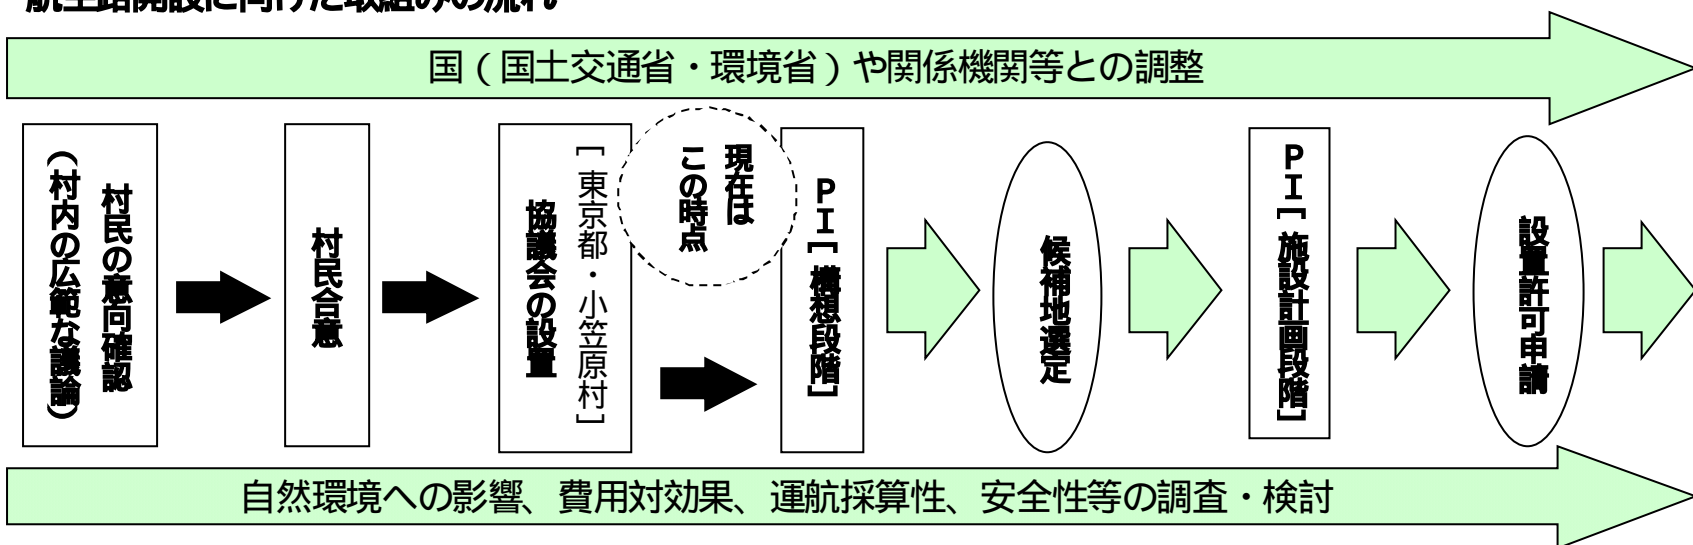 航空路開設に向けた取組みの流れ
国（国土交通省・環境省）や関係機関等との調整
村民の意向確認
（村内の広範な議論）
村民合意
協議会の設置
［東京都・小笠原村］
現在は
この時点
ＰＩ［構想段階］
候補地選定
ＰＩ［施設計画段階］
設置許可申請
自然環境への影響、費用対効果、運航採算性、安全性等の調査・検討